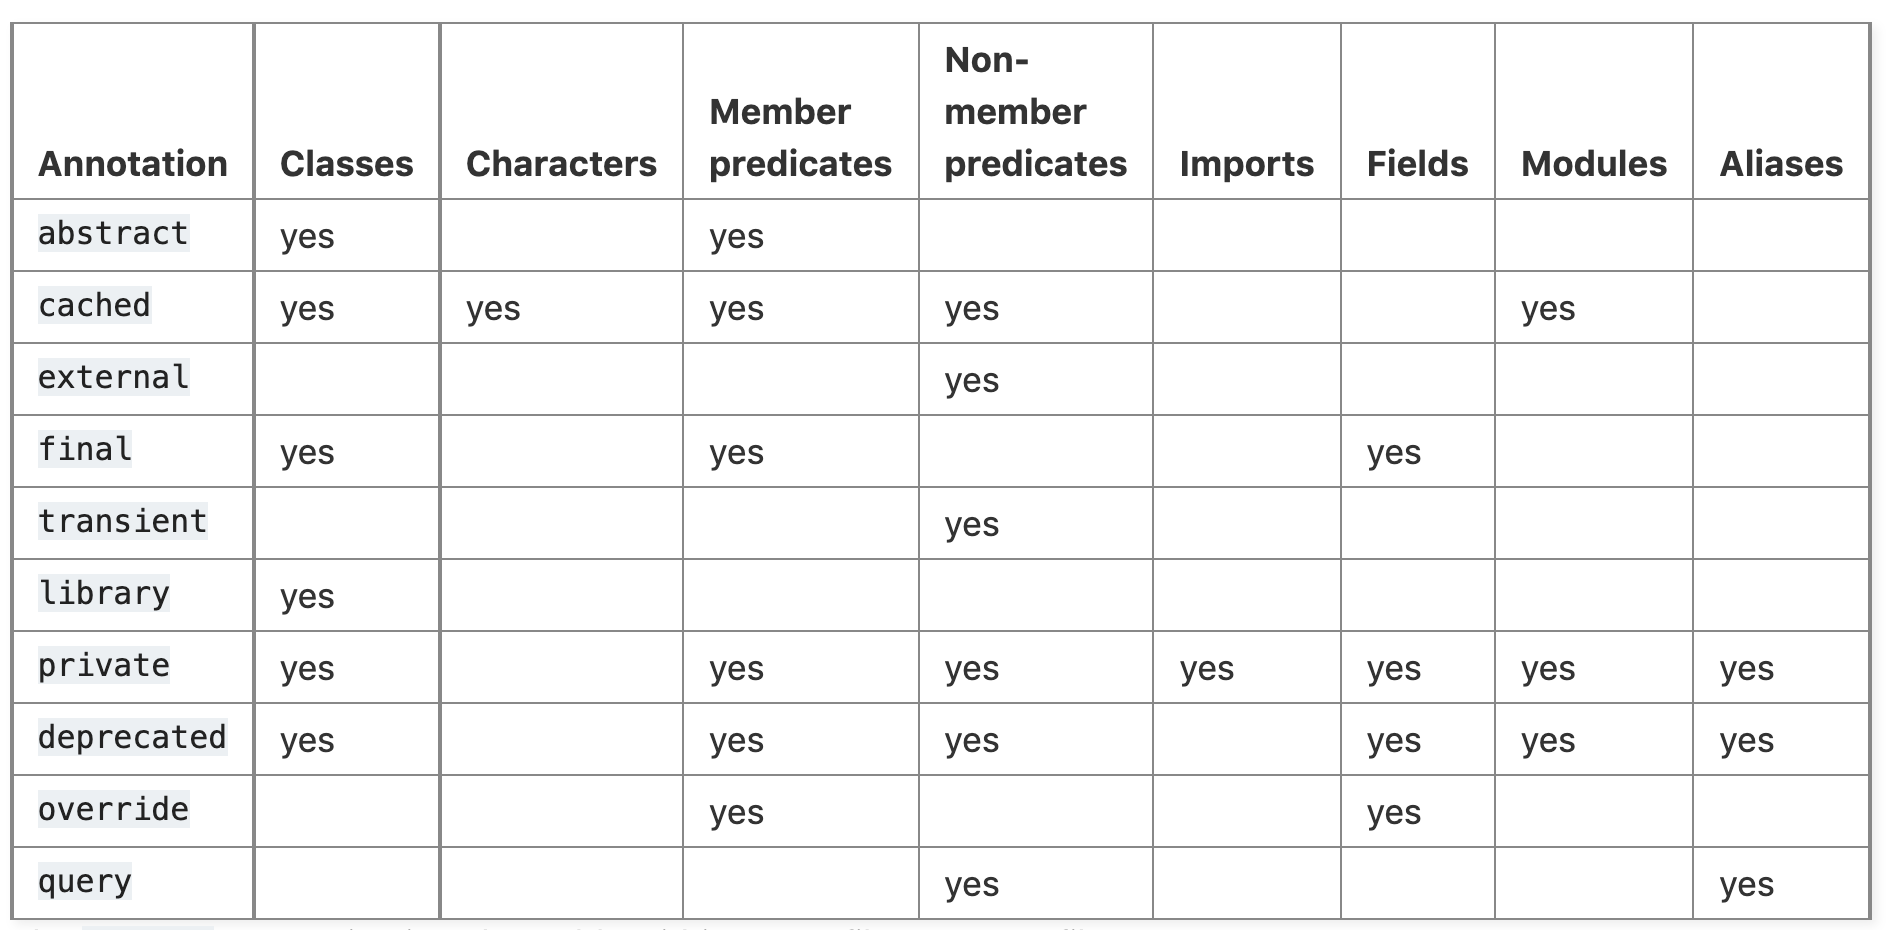 Annotation Classes Characters Member predicates Non-member predicates Imports Fields Modules Aliases
abstract yes yes
cached yes yes yes yes yes
external yes
final yes yes yes
transient yes
library yes
private yes yes yes yes yes yes yes
deprecated yes yes yes yes yes yes
override yes yes
query yes yes